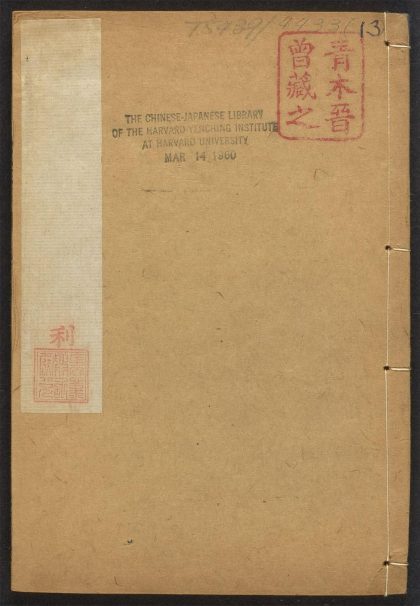 13
青木晋
曾藏之
THE CHINESE-JAPANESE LIBRARY
OF THE HARVARD-YENCHING INSTITUTE
AT HARVARD UNIVERSITY
MAR 14 1960
利